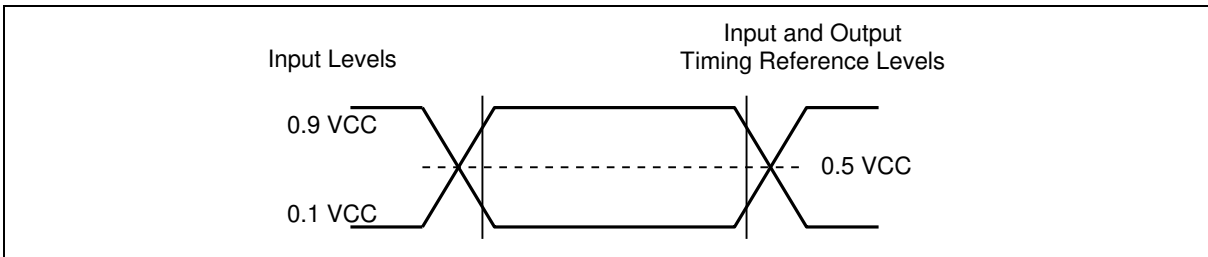 Input and Output
Input Levels
Timing Reference Levels
0.9 VCC
0.5 VCC
0.1 VCC